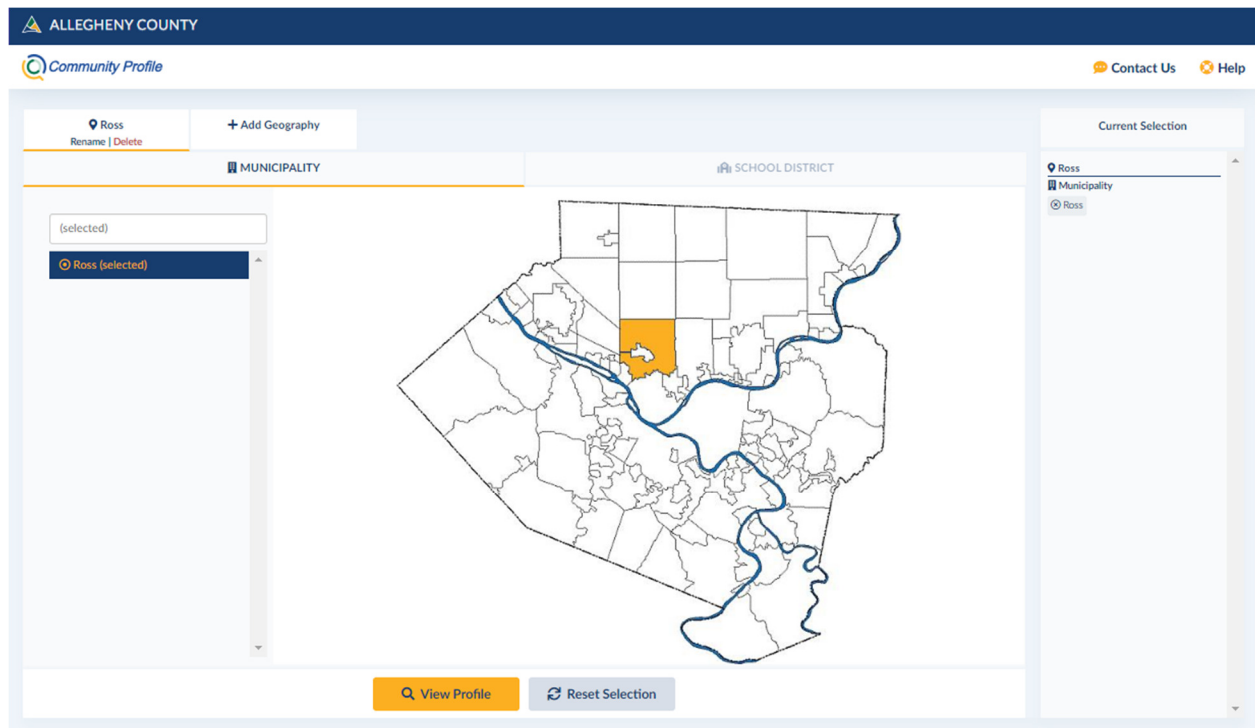 ALLEGHENY COUNTY
Community Profile
Contact Us
Help
Ross
Rename | Delete
+ Add Geography
Current Selection
MUNICIPALITY
SCHOOL DISTRICT
Ross
Municipality
Ross
(selected)
Ross (selected)
View Profile
Reset Selection